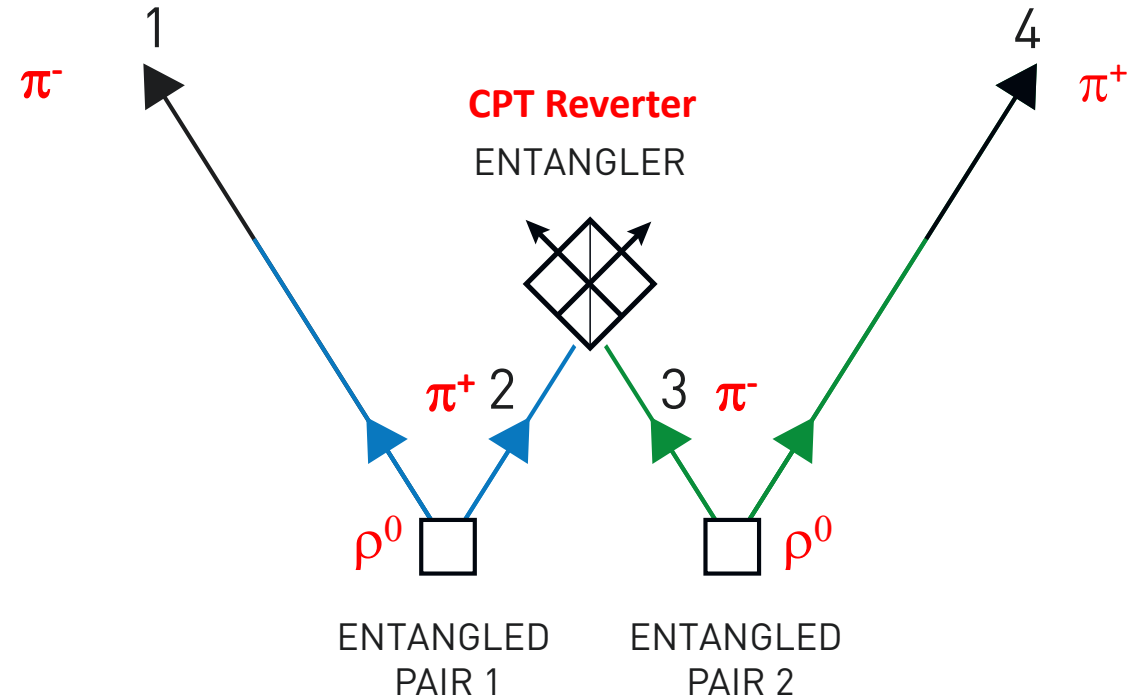 1
4
π⁻
π⁺
CPT Reverter
ENTANGLER
π⁺ 2
3 π⁻
ρ⁰
ρ⁰
ENTANGLED
PAIR 1
ENTANGLED
PAIR 2